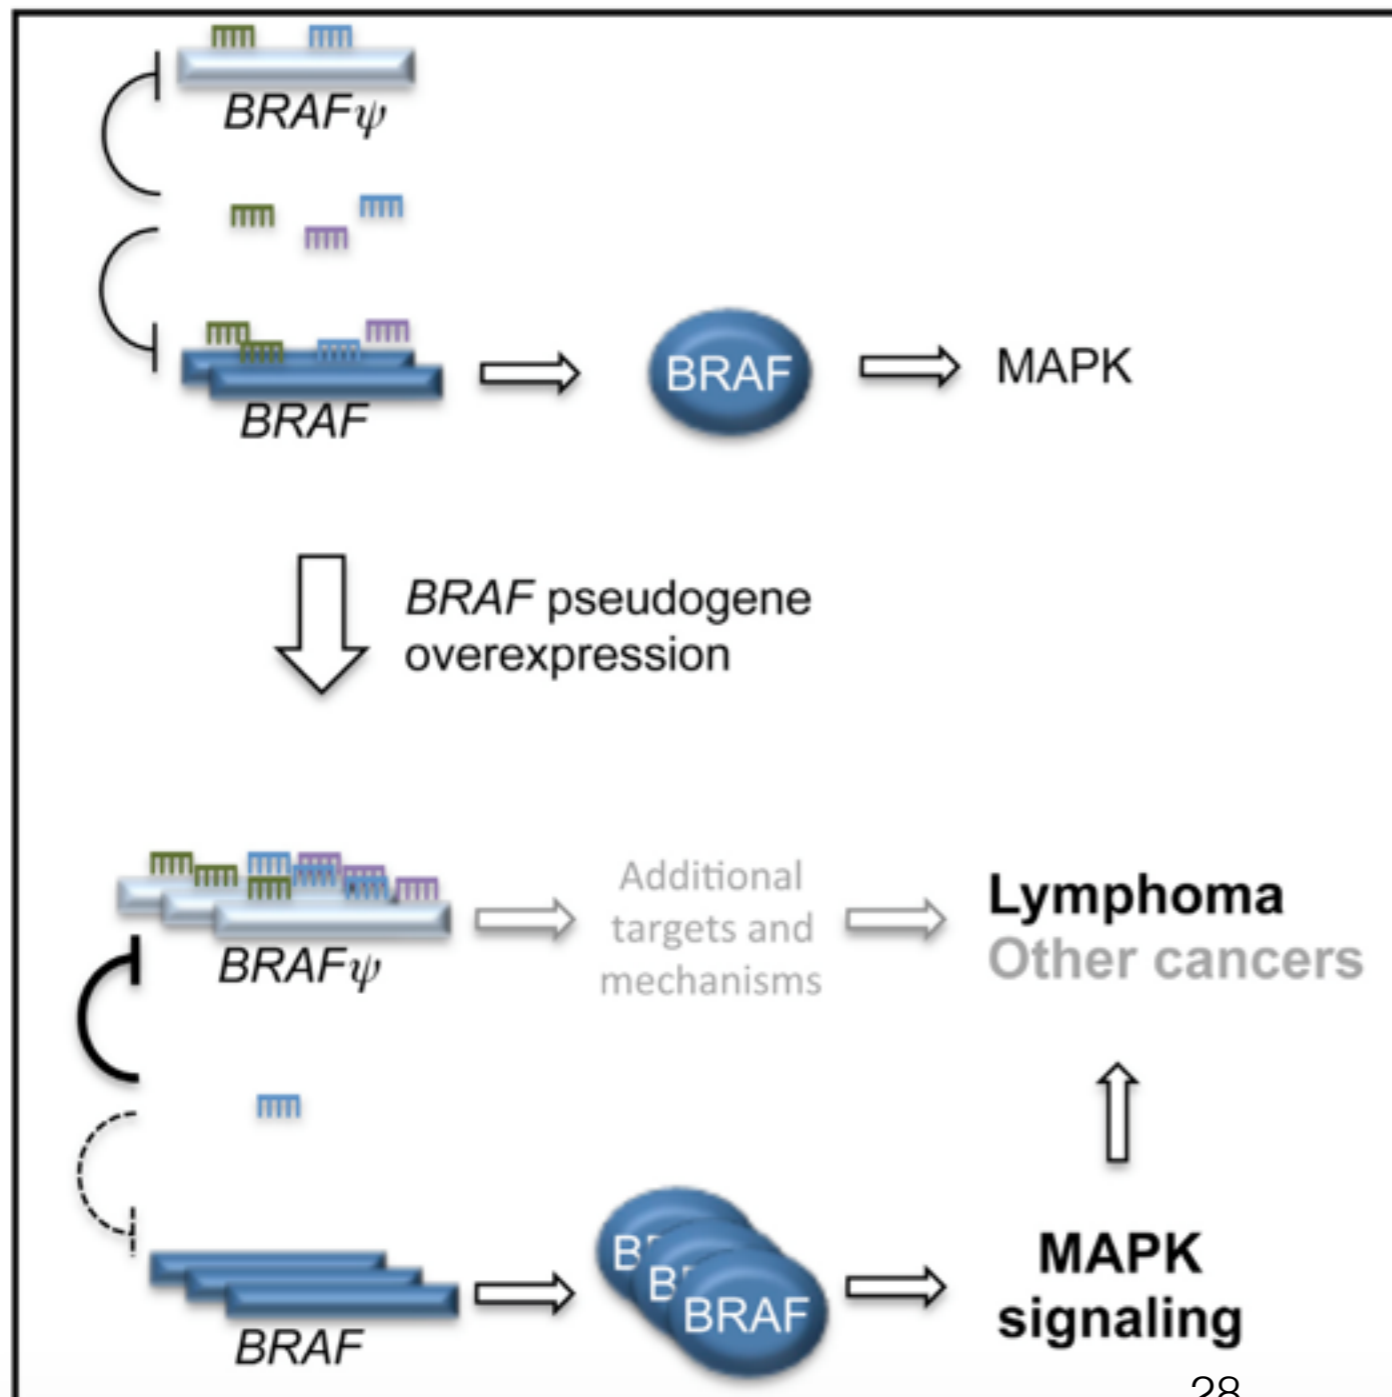 BRAFψ
BRAF
BRAF
MAPK
BRAF pseudogene
overexpression
BRAFψ
Additional
targets and
mechanisms
Lymphoma
Other cancers
BRAF
BRAF
MAPK
signaling
28